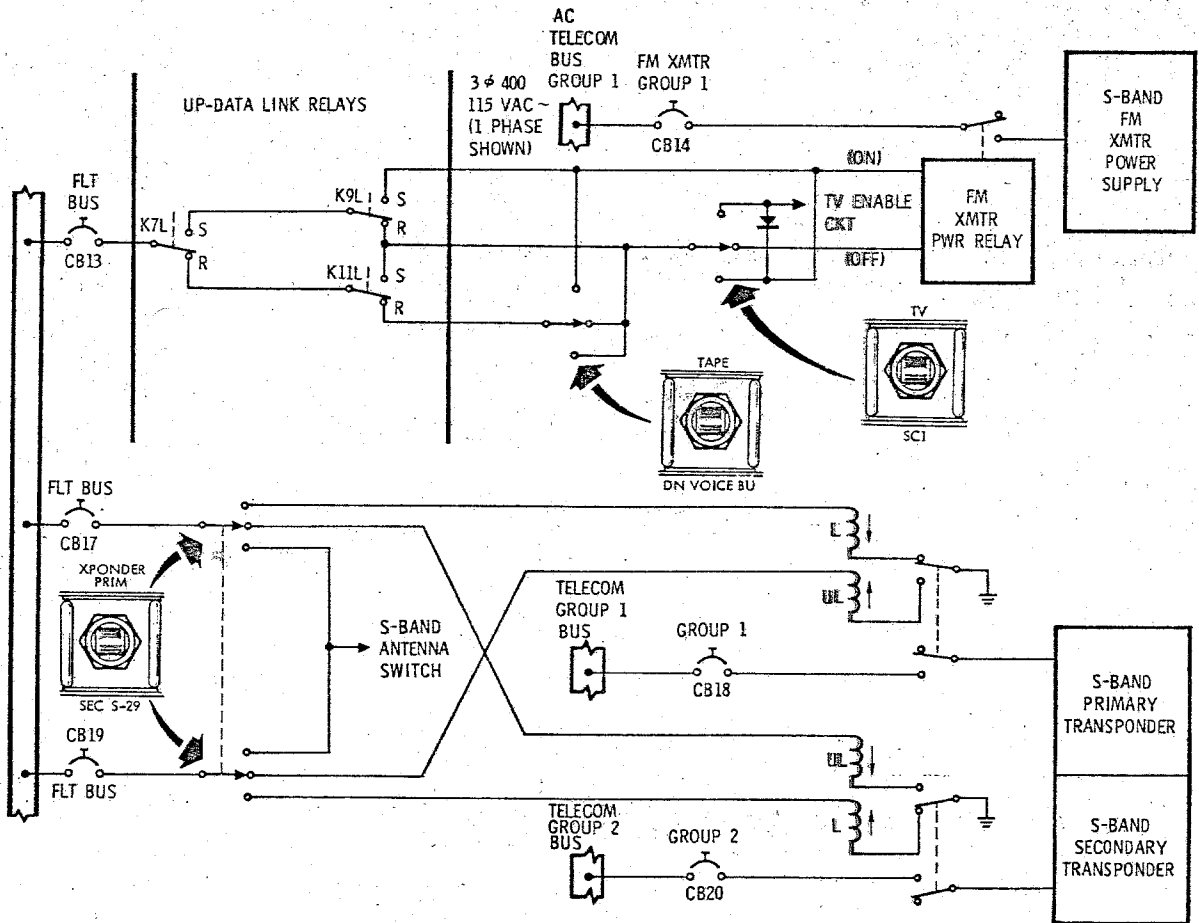 AC
TELECOM
BUS
GROUP 1
3 φ 400
115 VAC ~
(1 PHASE
SHOWN)
FM XMTR
GROUP 1
CB14
S-BAND
FM
XMTR
POWER
SUPPLY
UP-DATA LINK RELAYS
FLT
BUS
CB13
K7L
S
R
K9L
S
R
K11L
S
R
(ON)
TV ENABLE
CKT
(OFF)
FM
XMTR
PWR RELAY
TV
SCI
TAPE
DN VOICE BU
FLT BUS
CB17
XPONDER
PRIM
SEC S-29
CB19
FLT BUS
S-BAND
ANTENNA
SWITCH
L
UL
TELECOM
GROUP 1
BUS
GROUP 1
CB18
UL
L
TELECOM
GROUP 2
BUS
GROUP 2
CB20
S-BAND
PRIMARY
TRANSPONDER
S-BAND
SECONDARY
TRANSPONDER